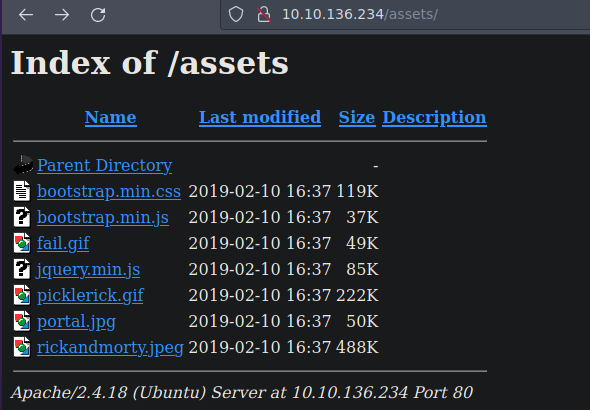 10.10.136.234/assets/
Index of /assets
Name Last modified Size Description
Parent Directory -
bootstrap.min.css 2019-02-10 16:37 119K
bootstrap.min.js 2019-02-10 16:37 37K
fail.gif 2019-02-10 16:37 49K
jquery.min.js 2019-02-10 16:37 85K
picklerick.gif 2019-02-10 16:37 222K
portal.jpg 2019-02-10 16:37 50K
rickandmorty.jpeg 2019-02-10 16:37 488K
Apache/2.4.18 (Ubuntu) Server at 10.10.136.234 Port 80